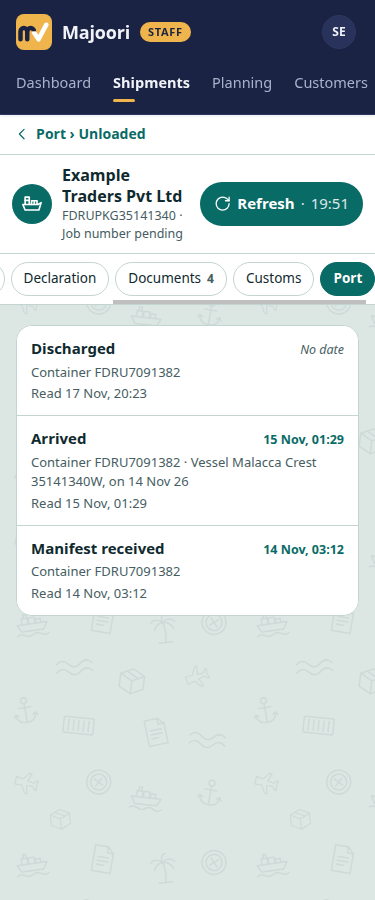 Majoori STAFF SE
Dashboard Shipments Planning Customers
Port › Unloaded
Example
Traders Pvt Ltd
FDRUPKG35141340 ·
Job number pending
Refresh · 19:51
Declaration Documents 4 Customs Port
Discharged No date
Container FDRU7091382
Read 17 Nov, 20:23
Arrived 15 Nov, 01:29
Container FDRU7091382 · Vessel Malacca Crest
35141340W, on 14 Nov 26
Read 15 Nov, 01:29
Manifest received 14 Nov, 03:12
Container FDRU7091382
Read 14 Nov, 03:12